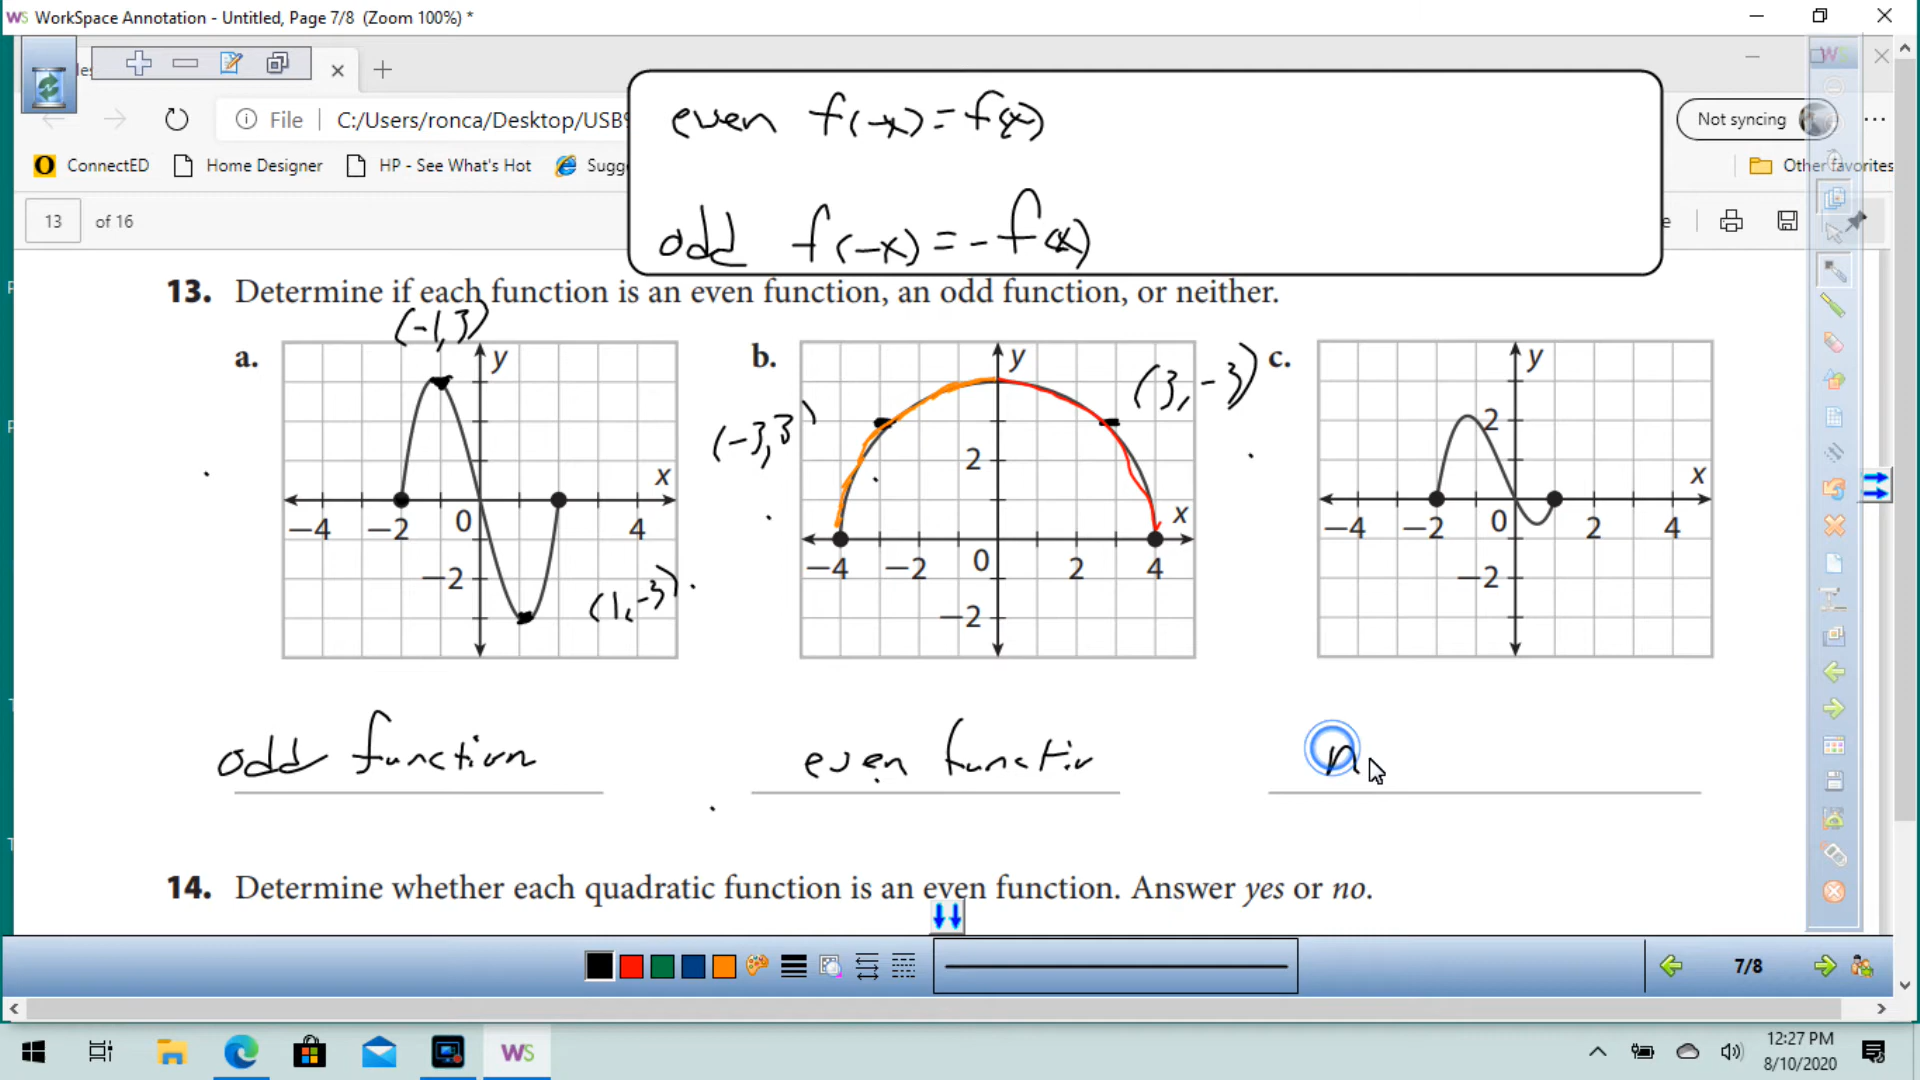 WS WorkSpace Annotation - Untitled, Page 7/8 (Zoom 100%) *
File C:/Users/ronca/Desktop/USB
Not syncing
ConnectED Home Designer HP - See What's Hot Sugg
Other favorites
13 of 16
even f(-x)=f(x)
odd f(-x)=-f(x)
13. Determine if each function is an even function, an odd function, or neither.
a.
(-1,3)
y
x
−4 −2 0 4
−2
(1,-3)
b.
y
(3,-3)
(-3,3)
2
x
−4 −2 0 2 4
−2
c.
y
2
x
−4 −2 0 2 4
−2
odd function
even functio
n
14. Determine whether each quadratic function is an even function. Answer yes or no.
7/8
WS
12:27 PM
8/10/2020